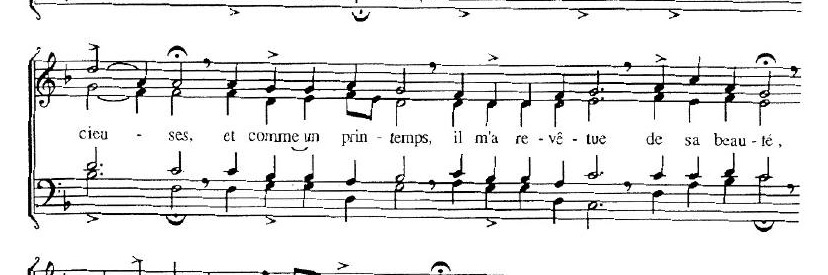 cieu - ses, et comme un prin - temps, il m'a re - vê - tue de sa beau - té,